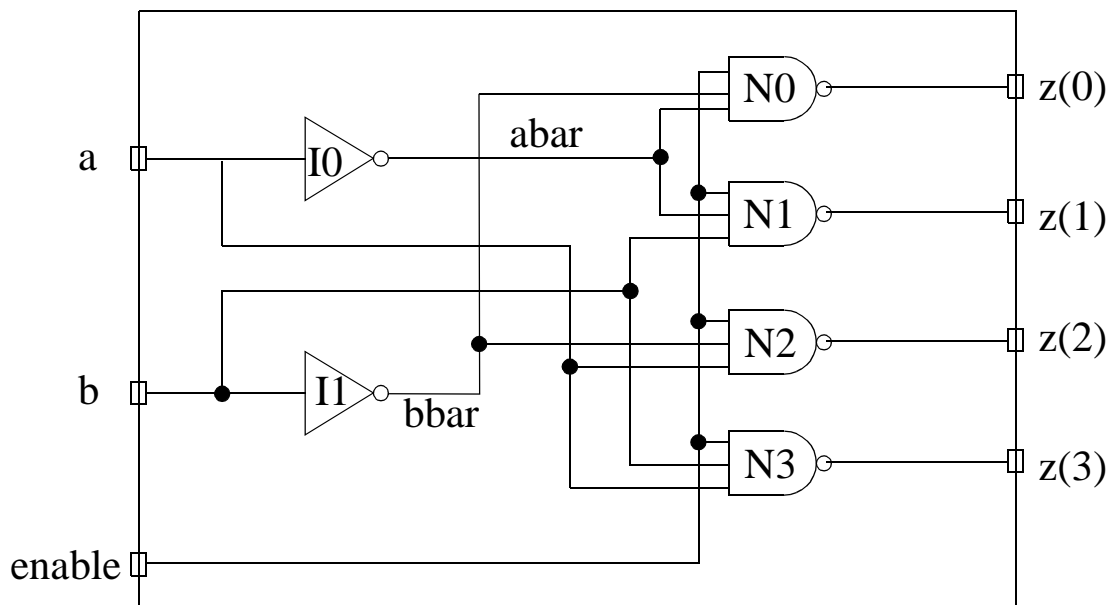 N0
z(0)
abar
a
I0
N1
z(1)
N2
z(2)
b
I1
bbar
N3
z(3)
enable